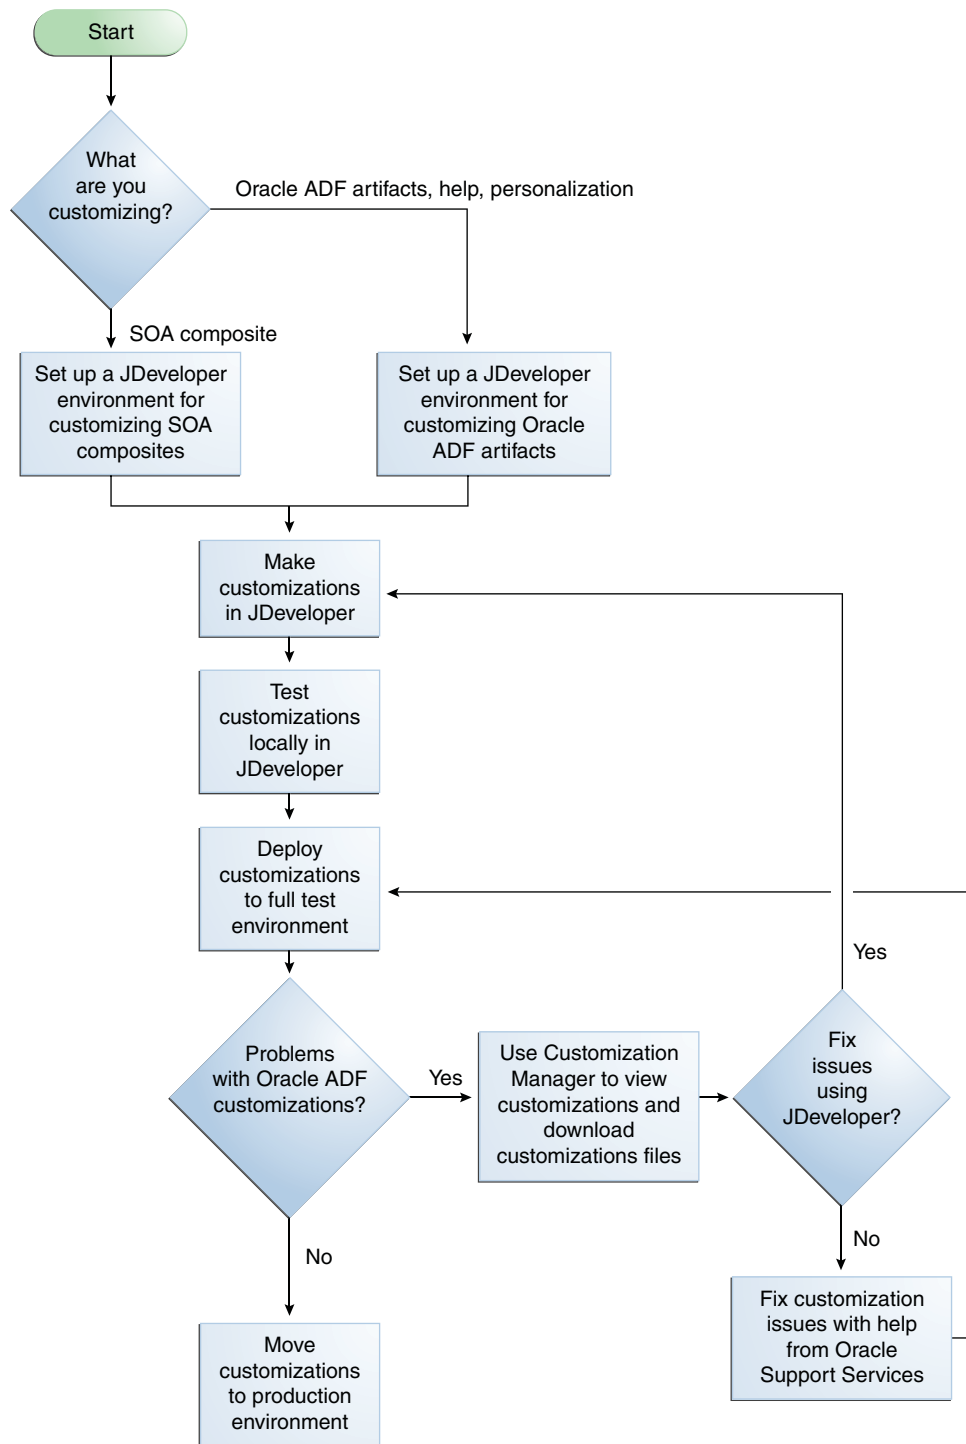 Start
What
are you
customizing?
Oracle ADF artifacts, help, personalization
SOA composite
Set up a JDeveloper
environment for
customizing SOA
composites
Set up a JDeveloper
environment for
customizing Oracle
ADF artifacts
Make
customizations
in JDeveloper
Test
customizations
locally in
JDeveloper
Deploy
customizations
to full test
environment
Problems
with Oracle ADF
customizations?
Yes
Use Customization
Manager to view
customizations and
download
customizations files
Fix
issues
using
JDeveloper?
Yes
No
No
Move
customizations
to production
environment
Fix customization
issues with help
from Oracle
Support Services